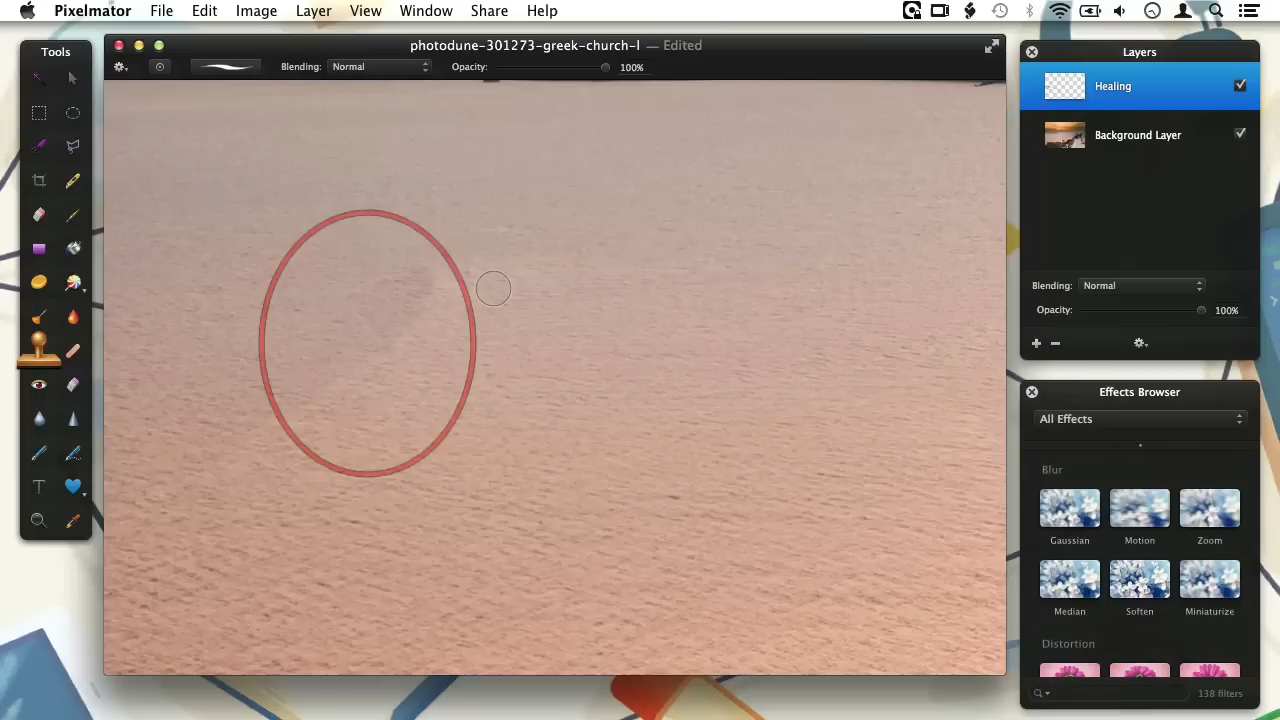 Pixelmator File Edit Image Layer View Window Share Help
Tools
photodune-301273-greek-church-l — Edited
Blending: Normal Opacity: 100%
Layers
Healing
Background Layer
Blending: Normal
Opacity: 100%
Effects Browser
All Effects
Blur
Gaussian Motion Zoom
Median Soften Miniaturize
Distortion
138 filters
T